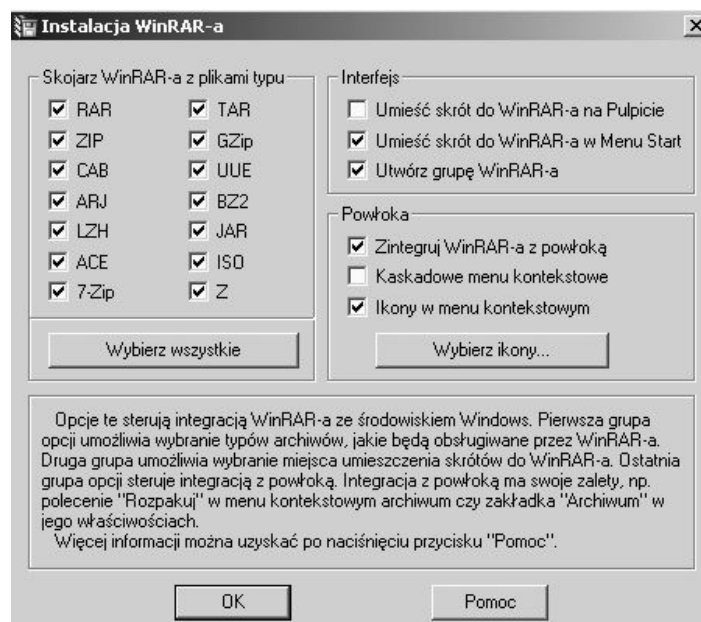 Instalacja WinRAR-a
Skojarz WinRAR-a z plikami typu
RAR
ZIP
CAB
ARJ
LZH
ACE
7-Zip
TAR
GZip
UUE
BZ2
JAR
ISO
Z
Wybierz wszystkie
Interfejs
Umieść skrót do WinRAR-a na Pulpicie
Umieść skrót do WinRAR-a w Menu Start
Utwórz grupę WinRAR-a
Powłoka
Zintegruj WinRAR-a z powłoką
Kaskadowe menu kontekstowe
Ikony w menu kontekstowym
Wybierz ikony...
Opcje te sterują integracją WinRAR-a ze środowiskiem Windows. Pierwsza grupa
opcji umożliwia wybranie typów archiwów, jakie będą obsługiwane przez WinRAR-a.
Druga grupa umożliwia wybranie miejsca umieszczenia skrótów do WinRAR-a. Ostatnia
grupa opcji steruje integracją z powłoką. Integracja z powłoką ma swoje zalety, np.
polecenie "Rozpakuj" w menu kontekstowym archiwum czy zakładka "Archiwum" w
jego właściwościach.
Więcej informacji można uzyskać po naciśnięciu przycisku "Pomoc".
OK
Pomoc